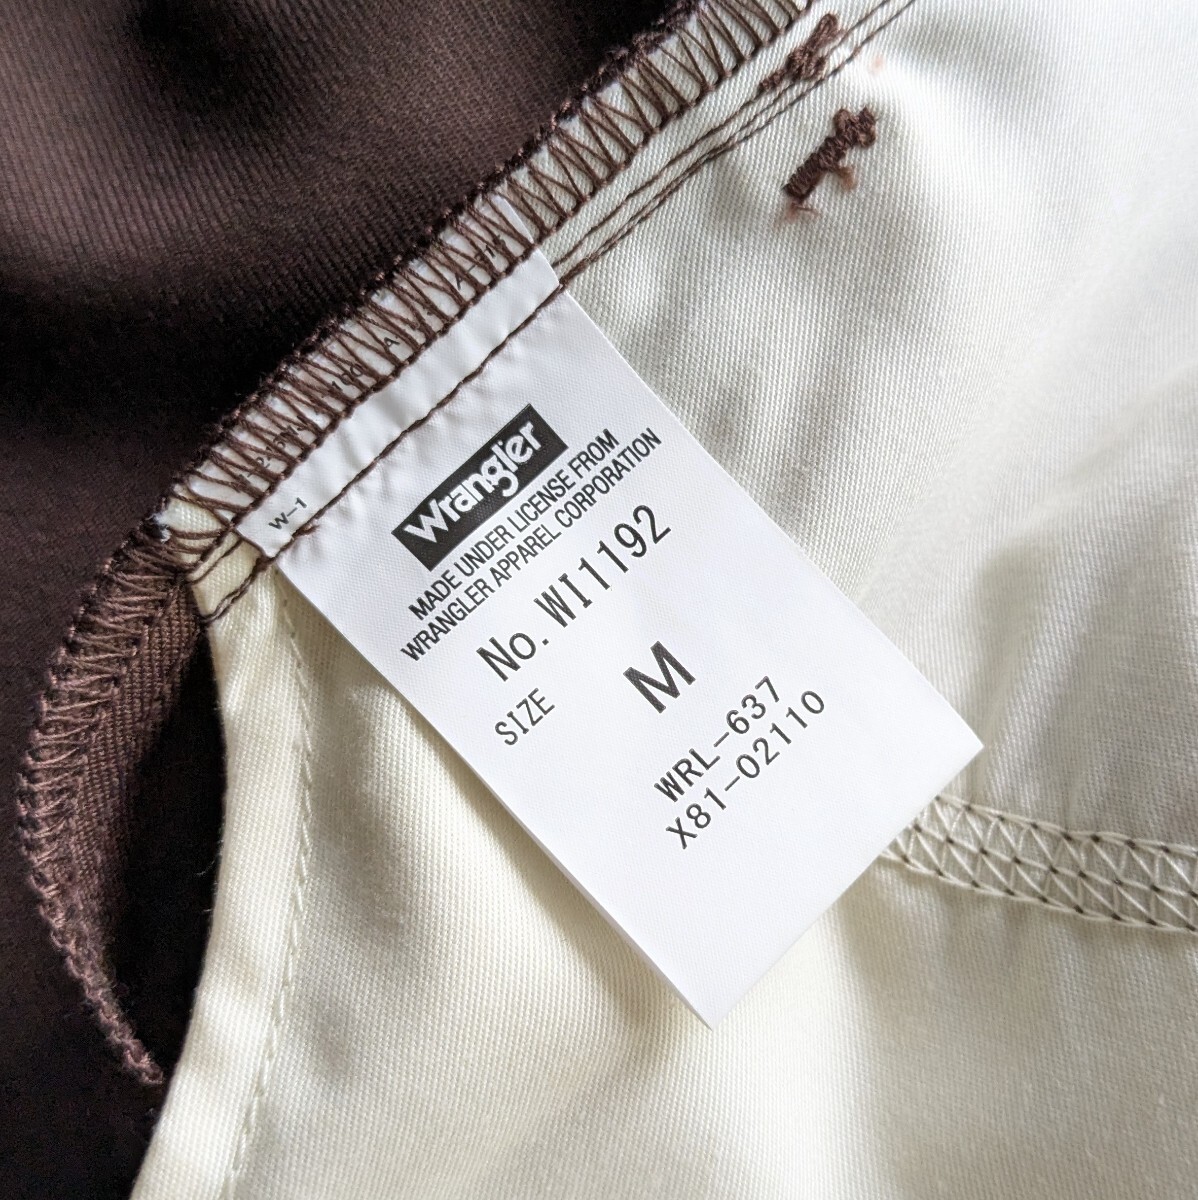 W-1
Wrangler
MADE UNDER LICENSE FROM
WRANGLER APPAREL CORPORATION
No. WI1192
SIZE M
WRL-637
X81-02110